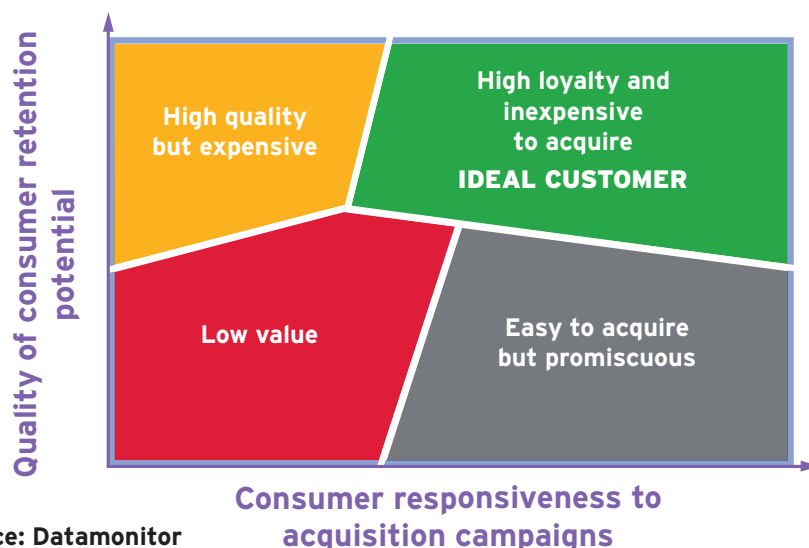 Quality of consumer retention
potential
High quality
but expensive
High loyalty and
inexpensive
to acquire
IDEAL CUSTOMER
Low value
Easy to acquire
but promiscuous
Consumer responsiveness to
acquisition campaigns
ce: Datamonitor